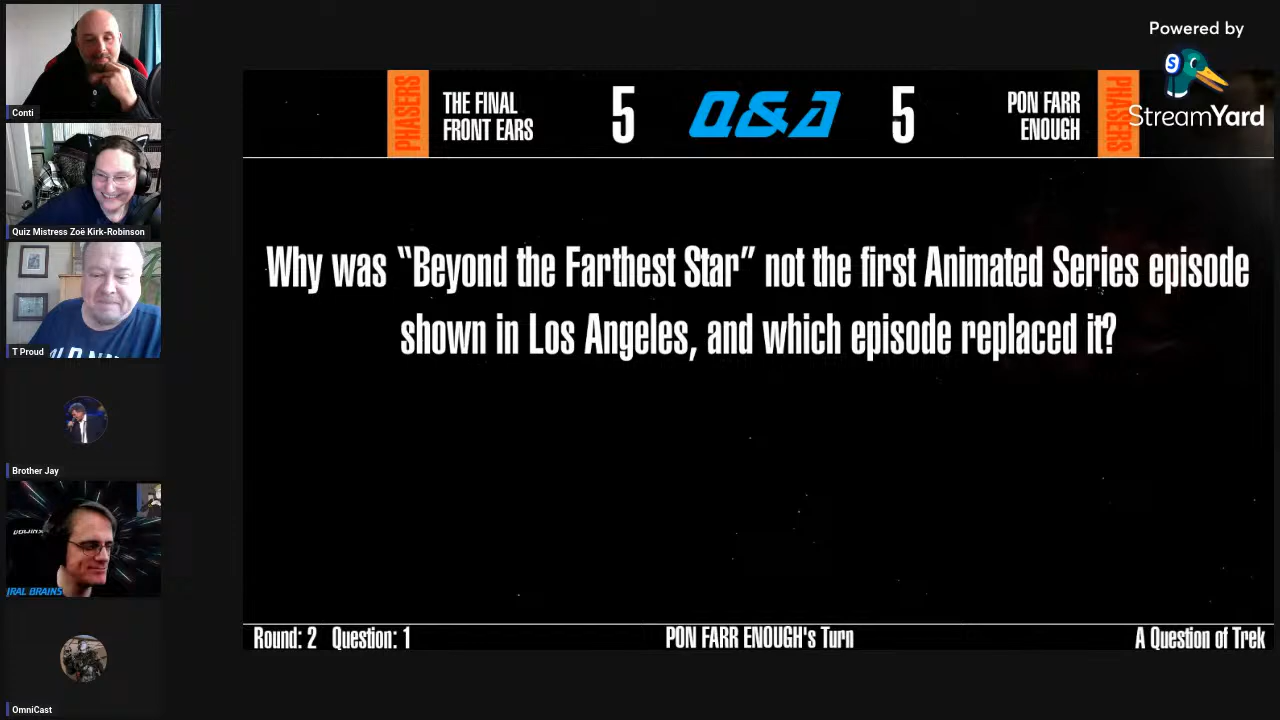 Powered by
StreamYard
PHASERS
THE FINAL
FRONT EARS
5
Q&A
5
PON FARR
ENOUGH
PHASERS
Why was “Beyond the Farthest Star” not the first Animated Series episode
shown in Los Angeles, and which episode replaced it?
Round: 2 Question: 1
PON FARR ENOUGH's Turn
A Question of Trek
Conti
Quiz Mistress Zoë Kirk-Robinson
T Proud
Brother Jay
IRAL BRAINS
OmniCast